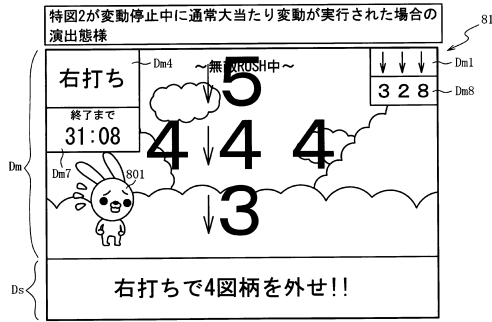 特図2が変動停止中に通常大当たり変動が実行された場合の
演出態様
81
Dm4
Dm1
右打ち
～無敵RUSH中～
5
328
Dm8
終了まで
31:08
4 4 4
Dm
Dm7
801
3
Ds
右打ちで4図柄を外せ!!